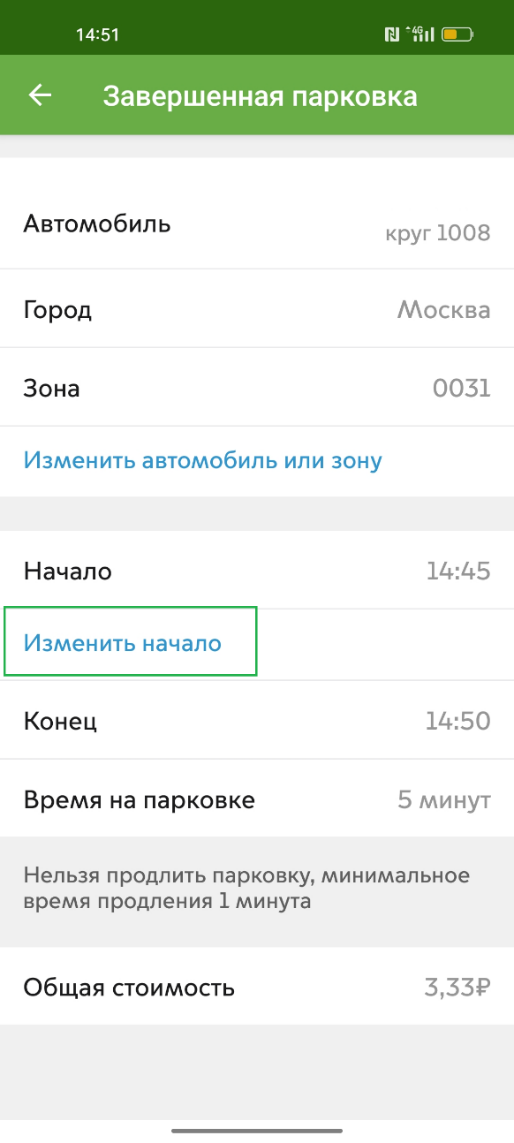 14:51
4G
Завершенная парковка
Автомобиль
круг 1008
Город
Москва
Зона
0031
Изменить автомобиль или зону
Начало
14:45
Изменить начало
Конец
14:50
Время на парковке
5 минут
Нельзя продлить парковку, минимальное
время продления 1 минута
Общая стоимость
3,33₽